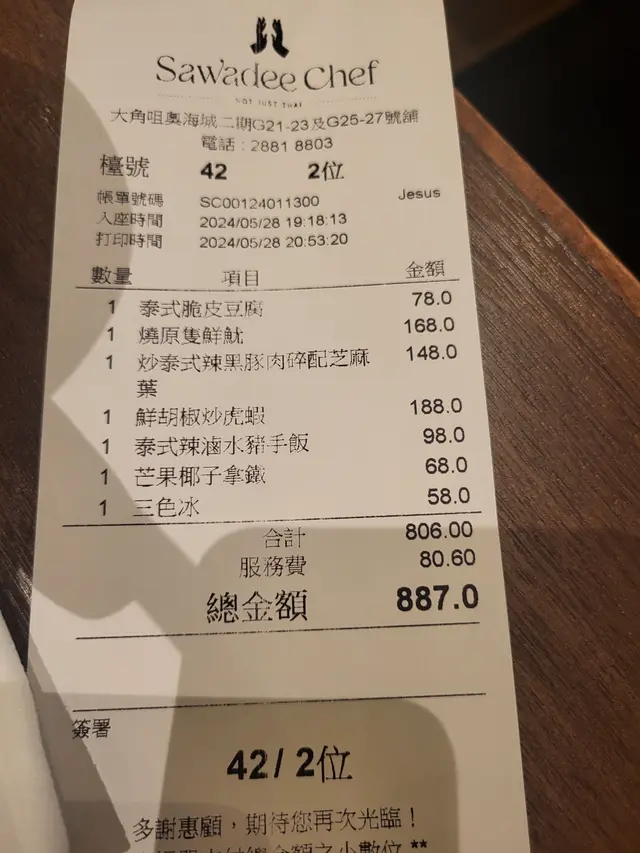 Sawadee Chef
NOT JUST THAI
大角咀奧海城二期G21-23及G25-27號舖
電話：2881 8803
檯號 42 2位
帳單號碼 SC00124011300 Jesus
入座時間 2024/05/28 19:18:13
打印時間 2024/05/28 20:53:20
數量 項目 金額
1 泰式脆皮豆腐 78.0
1 燒原隻鮮魷 168.0
1 炒泰式辣黑豚肉碎配芝麻 148.0
葉
1 鮮胡椒炒虎蝦 188.0
1 泰式辣滷水豬手飯 98.0
1 芒果椰子拿鐵 68.0
1 三色冰 58.0
合計 806.00
服務費 80.60
總金額 887.0
簽署
42/ 2位
多謝惠顧，期待您再次光臨！
總金額之小數位 **